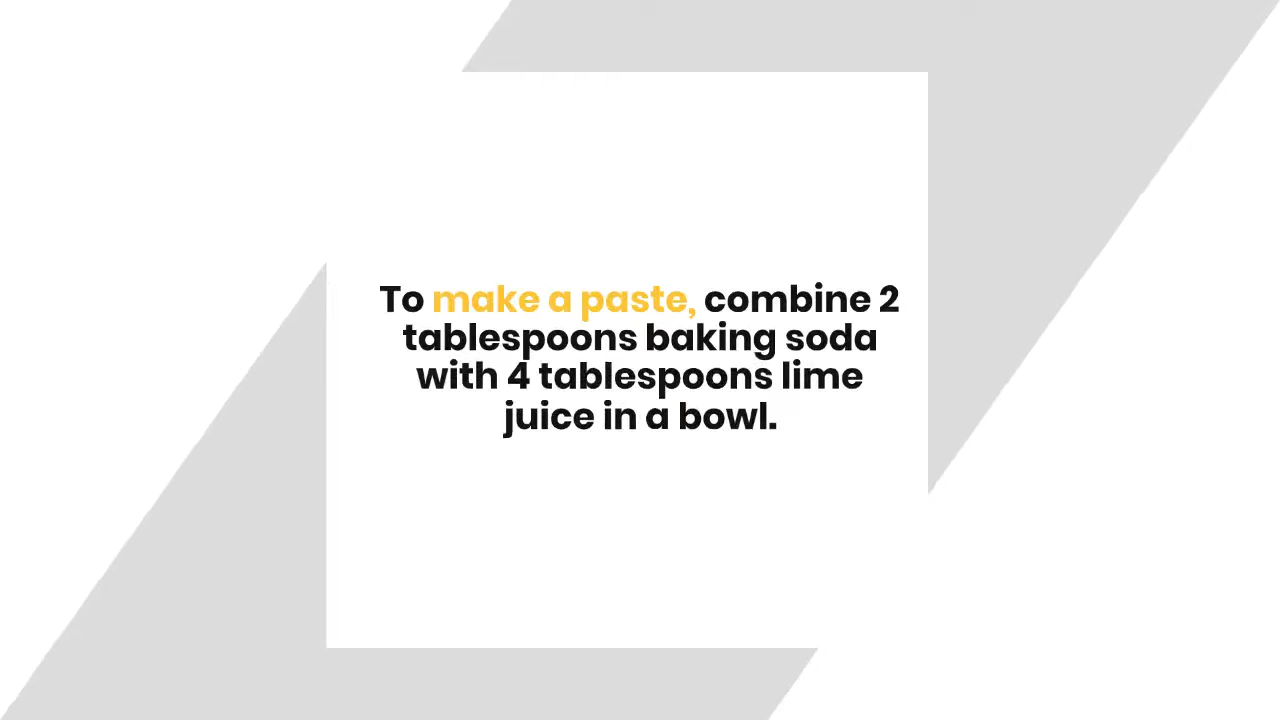 To make a paste, combine 2
tablespoons baking soda
with 4 tablespoons lime
juice in a bowl.